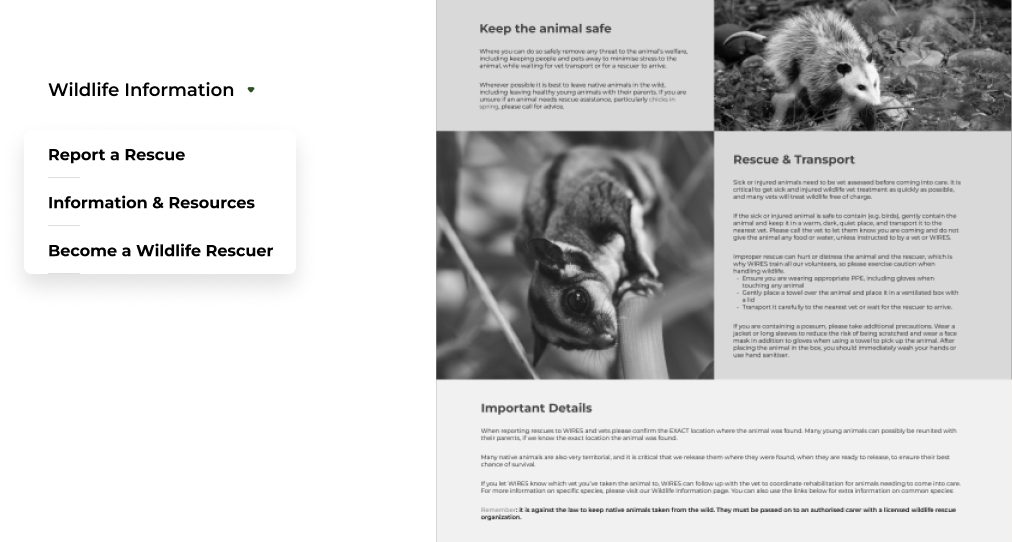 Wildlife Information
Report a Rescue
Information & Resources
Become a Wildlife Rescuer
Keep the animal safe
Where you can do so safely remove any threat to the animal's welfare,
including keeping people and pets away to minimise stress to the
animal, while waiting for vet transport or for a rescuer to arrive.
Wherever possible it is best to leave native animals in the wild,
including leaving healthy young animals with their parents. If you are
unsure if an animal needs rescue assistance, particularly chicks in
spring, please call for advice.
Rescue & Transport
Sick or injured animals need to be vet assessed before coming into care. It is
critical to get sick and injured wildlife vet treatment as quickly as possible,
and many vets will treat wildlife free of charge.
If the sick or injured animal is safe to contain (e.g. birds), gently contain the
animal and keep it in a warm, dark, quiet place, and transport it to the
nearest vet. Please call the vet to let them know you are coming and do not
give the animal any food or water, unless instructed to by a vet or WIRES.
Improper rescue can hurt or distress the animal and the rescuer, which is
why WIRES train all our volunteers, so please exercise caution when
handling wildlife.
- Ensure you are wearing appropriate PPE, including gloves when
touching any animal
- Gently place a towel over the animal and place it in a ventilated box with
a lid
- Transport it carefully to the nearest vet or wait for the rescuer to arrive.
If you are containing a possum, please take additional precautions. Wear a
jacket or long sleeves to reduce the risk of being scratched and wear a face
mask in addition to gloves when using a towel to pick up the animal. After
placing the animal in the box, you should immediately wash your hands or
use hand sanitiser.
Important Details
When reporting rescues to WIRES and vets please confirm the EXACT location where the animal was found. Many young animals can possibly be reunited with
their parents, if we know the exact location the animal was found.
Many native animals are also very territorial, and it is critical that we release them where they were found, when they are ready to release, to ensure their best
chance of survival
If you let WIRES know which vet you've taken the animal to, WIRES can follow up with the vet to coordinate rehabilitation for animals needing to come into care.
For more information on specific species, please visit our Wildlife Information page. You can also use the links below for extra information on common species:
Remember: it is against the law to keep native animals taken from the wild. They must be passed on to an authorised carer with a licensed wildlife rescue
organization.